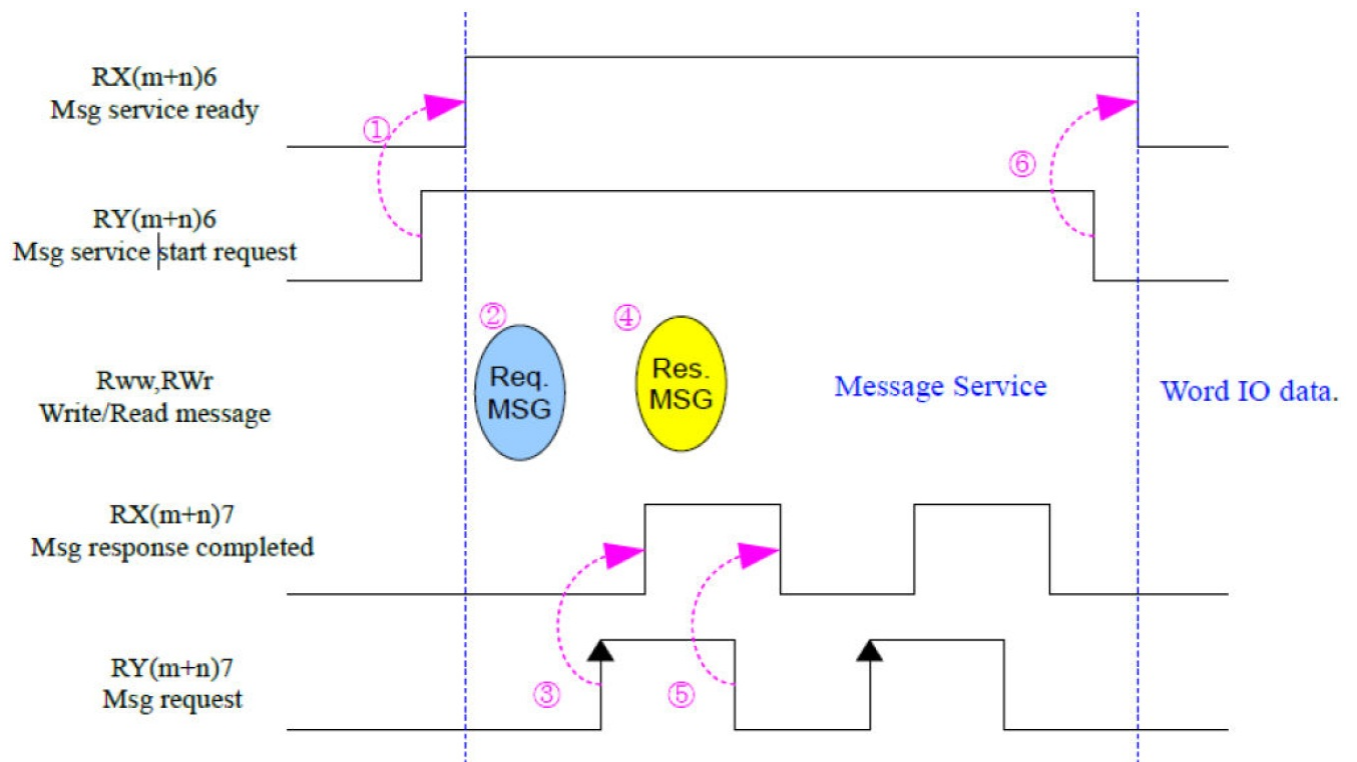 RX(m+n)6
Msg service ready
①
⑥
RY(m+n)6
Msg service start request
②
④
Rww,RWr
Write/Read message
Req.
MSG
Res.
MSG
Message Service
Word IO data.
RX(m+n)7
Msg response completed
RY(m+n)7
Msg request
③
⑤